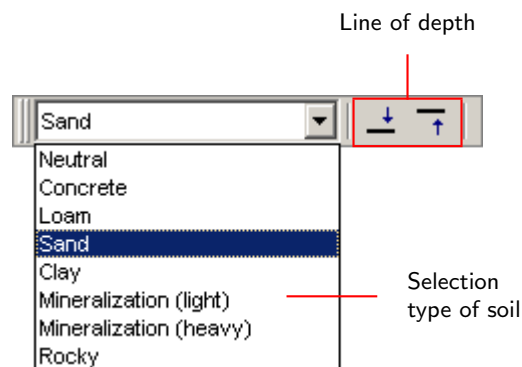 Line of depth
Sand
Neutral
Concrete
Loam
Sand
Clay
Mineralization (light)
Mineralization (heavy)
Rocky
Selection
type of soil